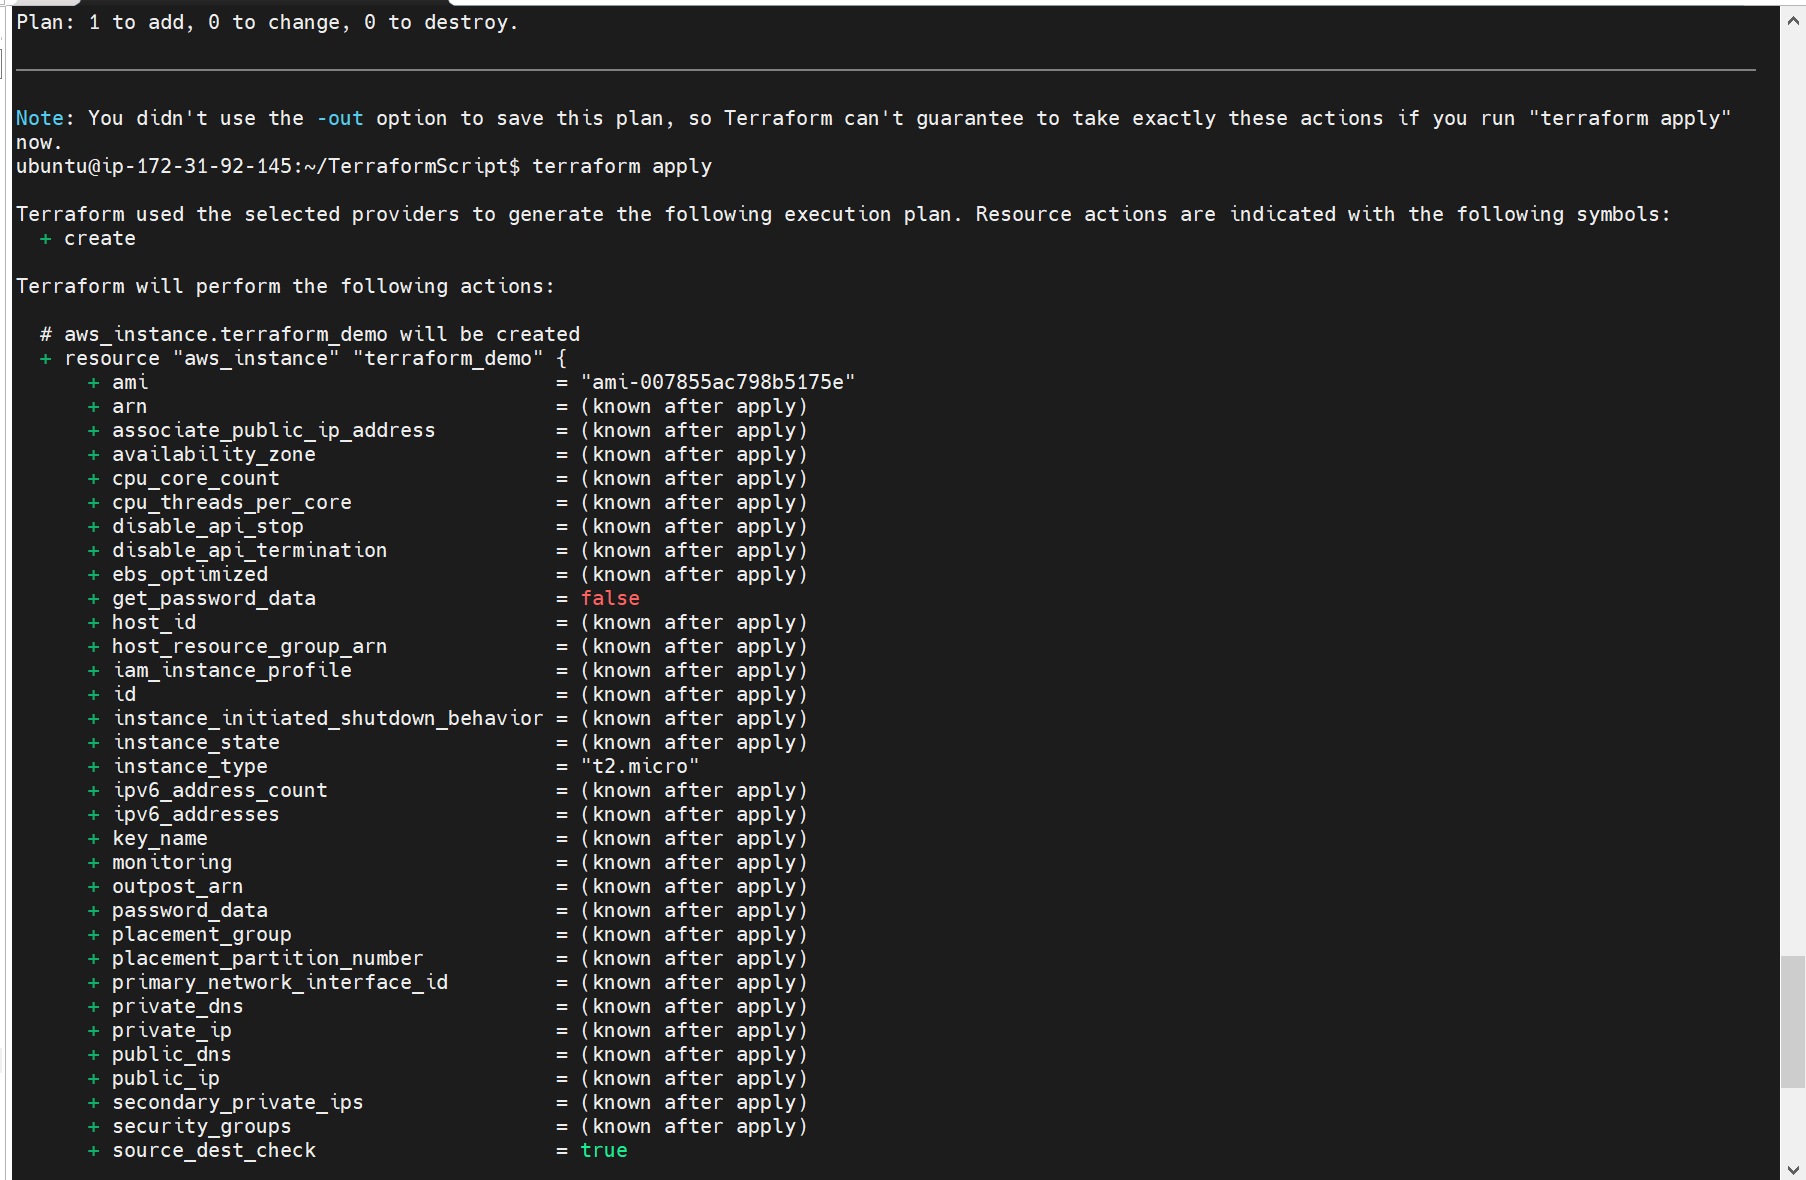 Plan: 1 to add, 0 to change, 0 to destroy.
Note: You didn't use the -out option to save this plan, so Terraform can't guarantee to take exactly these actions if you run "terraform apply"
now.
ubuntu@ip-172-31-92-145:~/TerraformScript$ terraform apply
Terraform used the selected providers to generate the following execution plan. Resource actions are indicated with the following symbols:
  + create
Terraform will perform the following actions:
  # aws_instance.terraform_demo will be created
  + resource "aws_instance" "terraform_demo" {
      + ami                                  = "ami-007855ac798b5175e"
      + arn                                  = (known after apply)
      + associate_public_ip_address          = (known after apply)
      + availability_zone                    = (known after apply)
      + cpu_core_count                       = (known after apply)
      + cpu_threads_per_core                 = (known after apply)
      + disable_api_stop                     = (known after apply)
      + disable_api_termination              = (known after apply)
      + ebs_optimized                        = (known after apply)
      + get_password_data                    = false
      + host_id                              = (known after apply)
      + host_resource_group_arn              = (known after apply)
      + iam_instance_profile                 = (known after apply)
      + id                                   = (known after apply)
      + instance_initiated_shutdown_behavior = (known after apply)
      + instance_state                       = (known after apply)
      + instance_type                        = "t2.micro"
      + ipv6_address_count                   = (known after apply)
      + ipv6_addresses                       = (known after apply)
      + key_name                             = (known after apply)
      + monitoring                           = (known after apply)
      + outpost_arn                          = (known after apply)
      + password_data                        = (known after apply)
      + placement_group                      = (known after apply)
      + placement_partition_number           = (known after apply)
      + primary_network_interface_id         = (known after apply)
      + private_dns                          = (known after apply)
      + private_ip                           = (known after apply)
      + public_dns                           = (known after apply)
      + public_ip                            = (known after apply)
      + secondary_private_ips                = (known after apply)
      + security_groups                      = (known after apply)
      + source_dest_check                    = true